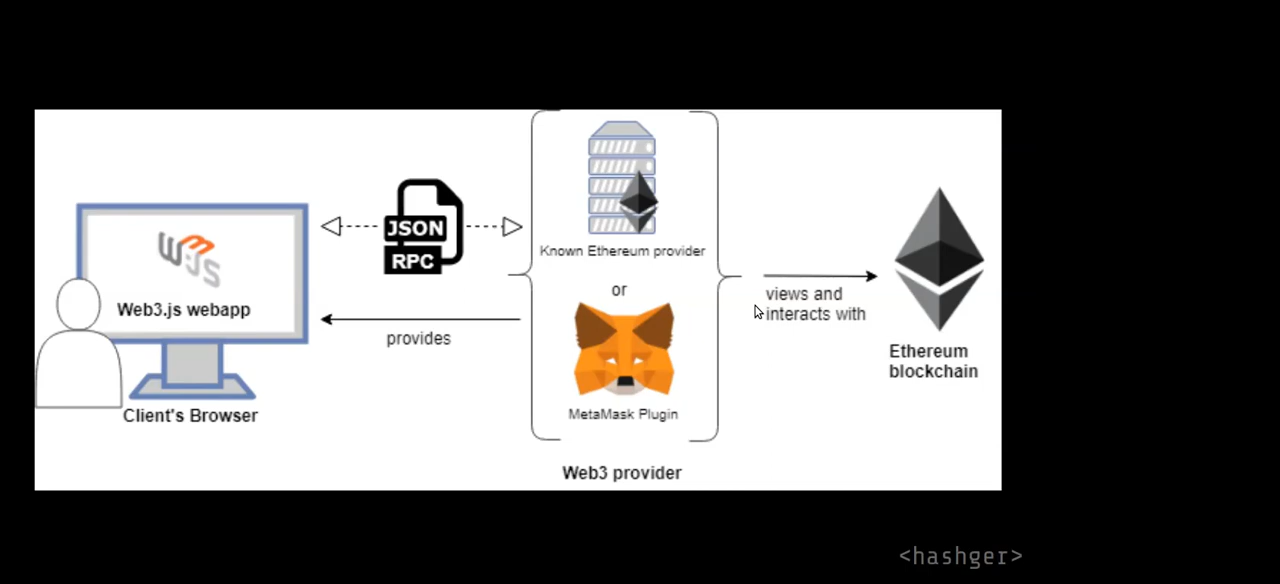 W3JS
Web3.js webapp
Client's Browser
JSON
RPC
provides
Known Ethereum provider
or
MetaMask Plugin
Web3 provider
views and
interacts with
Ethereum
blockchain
<hashger>